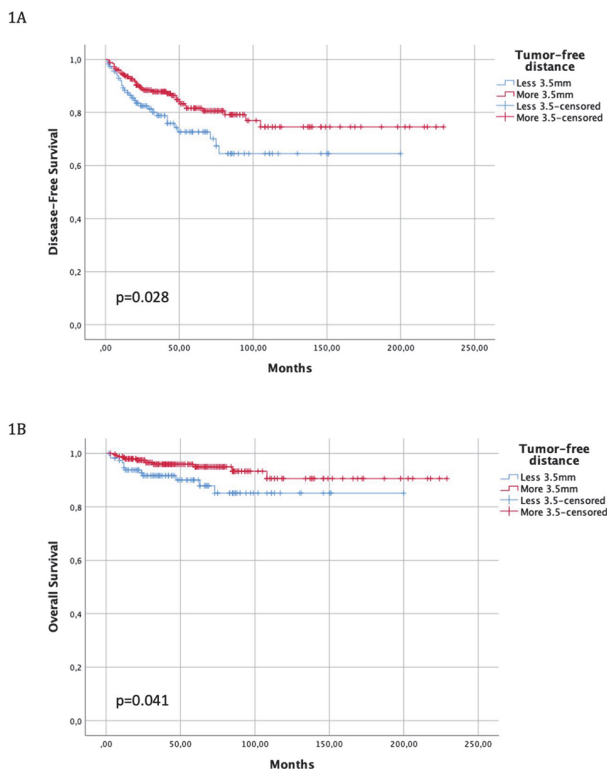 1A
Tumor-free
distance
Less 3.5mm
More 3.5mm
Less 3.5-censored
More 3.5-censored
1,0
0,8
0,6
0,4
0,2
0,0
Disease-Free Survival
p=0.028
,00 50,00 100,00 150,00 200,00 250,00
Months
1B
Tumor-free
distance
Less 3.5mm
More 3.5mm
Less 3.5-censored
More 3.5-censored
1,0
0,8
0,6
0,4
0,2
0,0
Overall Survival
p=0.041
,00 50,00 100,00 150,00 200,00 250,00
Months